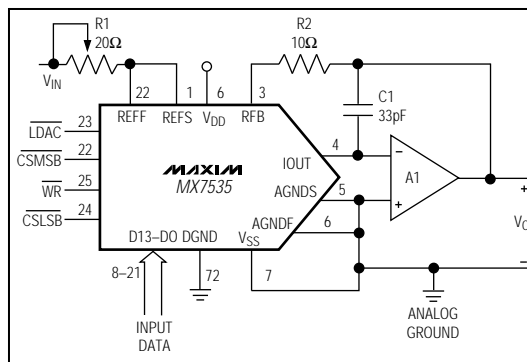 R1
20Ω
R2
10Ω
VIN
22
1
6
3
REFF
REFS
VDD
RFB
C1
33pF
23
LDAC
22
CSMSB
25
WR
24
CSLSB
MAXIM
MX7535
IOUT
4
AGNDS
5
AGNDF
6
−
+
A1
+
VO
−
D13–DO
DGND
VSS
8–21
72
7
INPUT
DATA
ANALOG
GROUND